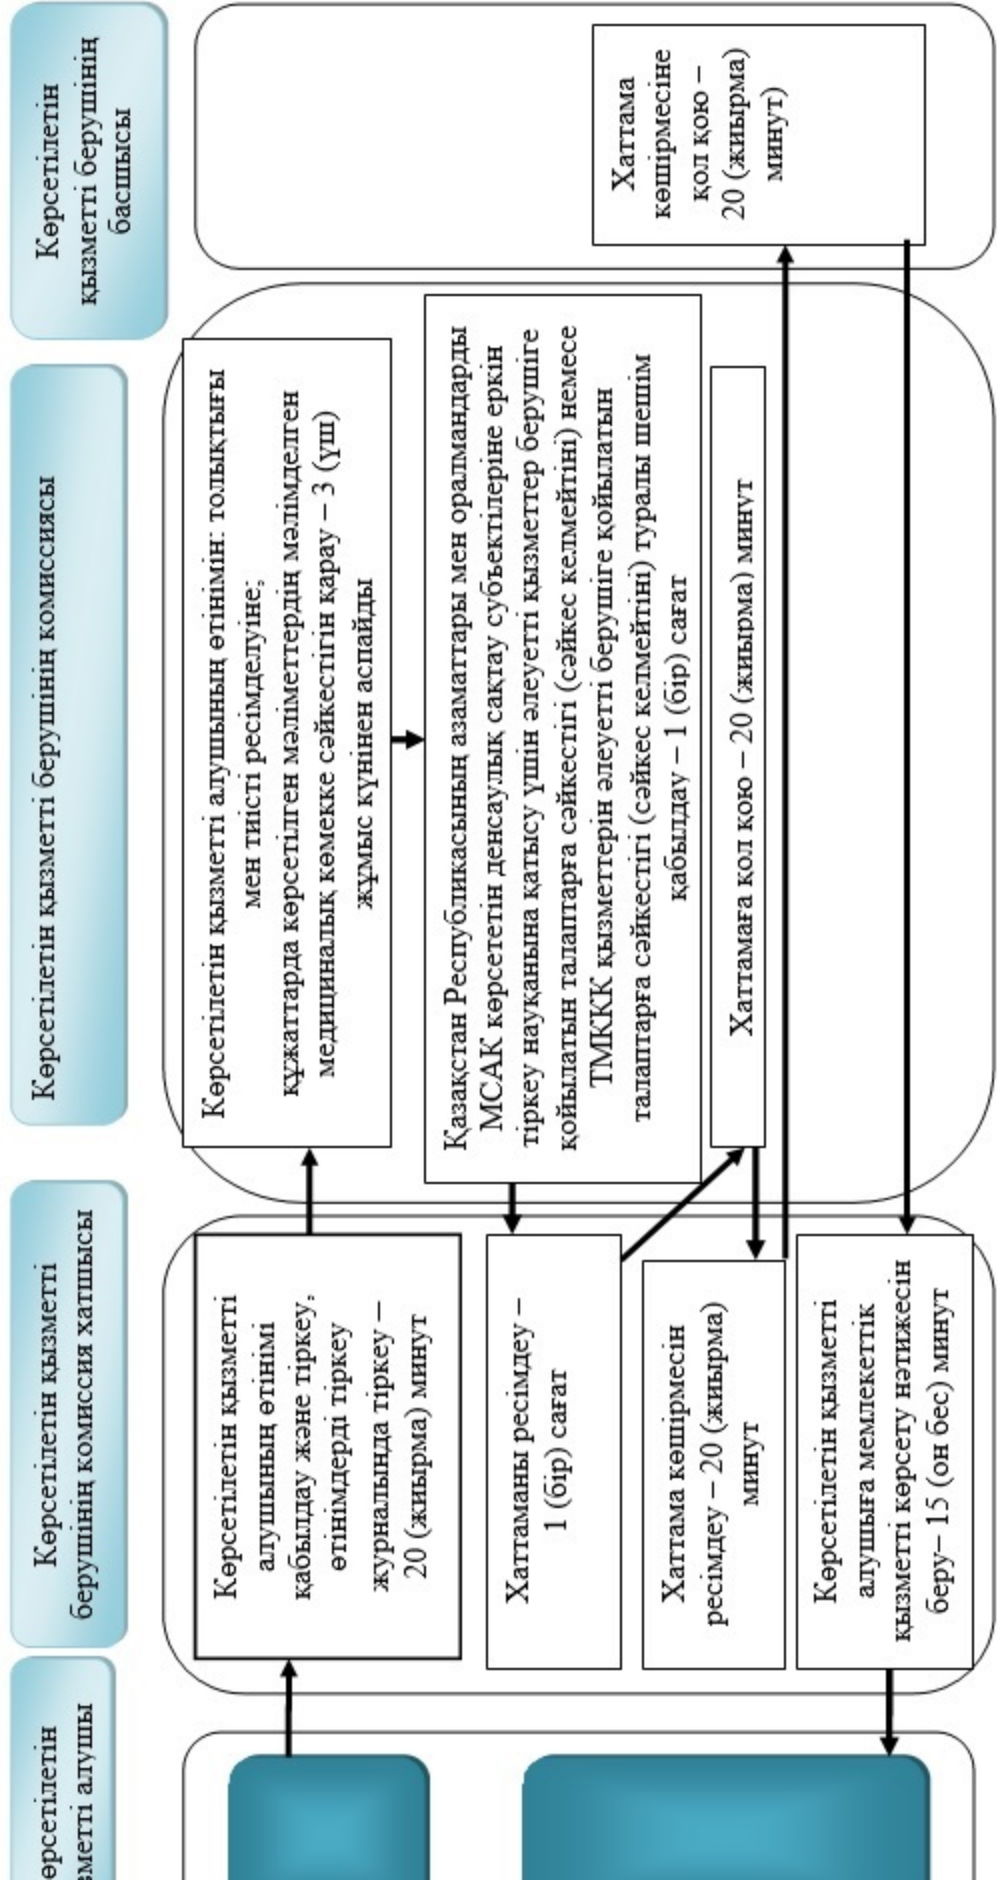 өрсетілетін
зметті алушы
Көрсетілетін қызметті
берушінің комиссия хатшысы
Көрсетілетін қызметті берушінің комиссиясы
Көрсетілетін
қызметті берушінің
басшысы
Көрсетілетін қызметті
алушының өтінімі
қабылдау және тіркеу,
өтінімдерді тіркеу
журналында тіркеу –
20 (жиырма) минут
Көрсетілетін қызметті алушының өтінімін: толықтығы
мен тиісті ресімделуіне;
құжаттарда көрсетілген мәліметтердің мәлімделген
медициналық көмекке сәйкестігін қарау – 3 (үш)
жұмыс күнінен аспайды
Қазақстан Республикасының азаматтары мен оралмандарды
МСАК көрсететін денсаулық сақтау субъектілеріне еркін
тіркеу науқанына қатысу үшін әлеуетті қызметтер берушіге
қойылатын талаптарға сәйкестігі (сәйкес келмейтіні) немесе
ТМККК қызметтерін әлеуетті берушіге қойылатын
талаптарға сәйкестігі (сәйкес келмейтіні) туралы шешім
қабылдау – 1 (бір) сағат
Хаттаманы ресімдеу –
1 (бір) сағат
Хаттамаға қол қою – 20 (жиырма) минут
Хаттама көшірмесін
ресімдеу – 20 (жиырма)
минут
Хаттама
көшірмесіне
қол қою –
20 (жиырма)
минут)
Көрсетілетін қызметті
алушыға мемлекеттік
қызметті көрсету нәтижесін
беру– 15 (он бес) минут